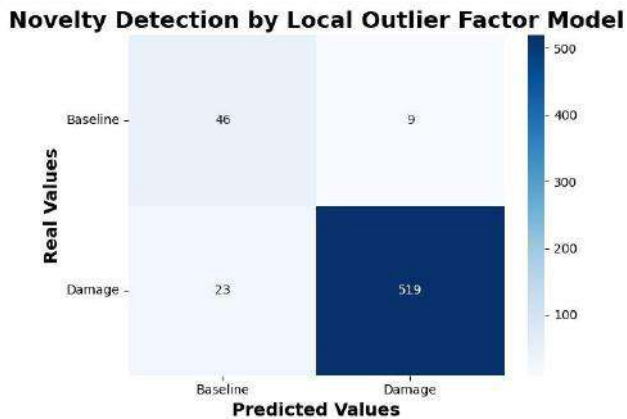 Novelty Detection by Local Outlier Factor Model
Real Values
Baseline
46
9
Damage
23
519
Baseline
Damage
Predicted Values
500
400
300
200
100